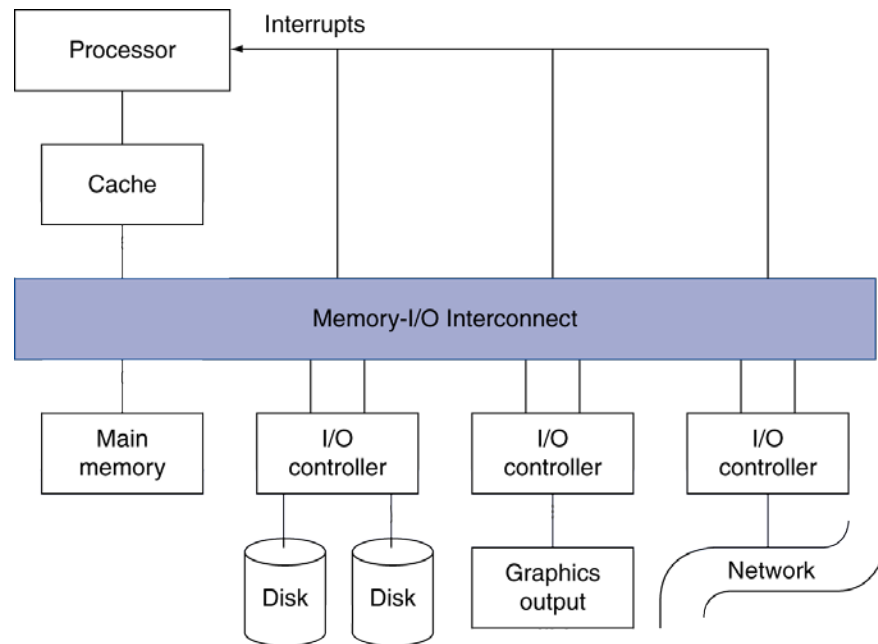 Interrupts
Processor
Cache
Memory-I/O Interconnect
Main
memory
I/O
controller
I/O
controller
I/O
controller
Disk
Disk
Graphics
output
Network